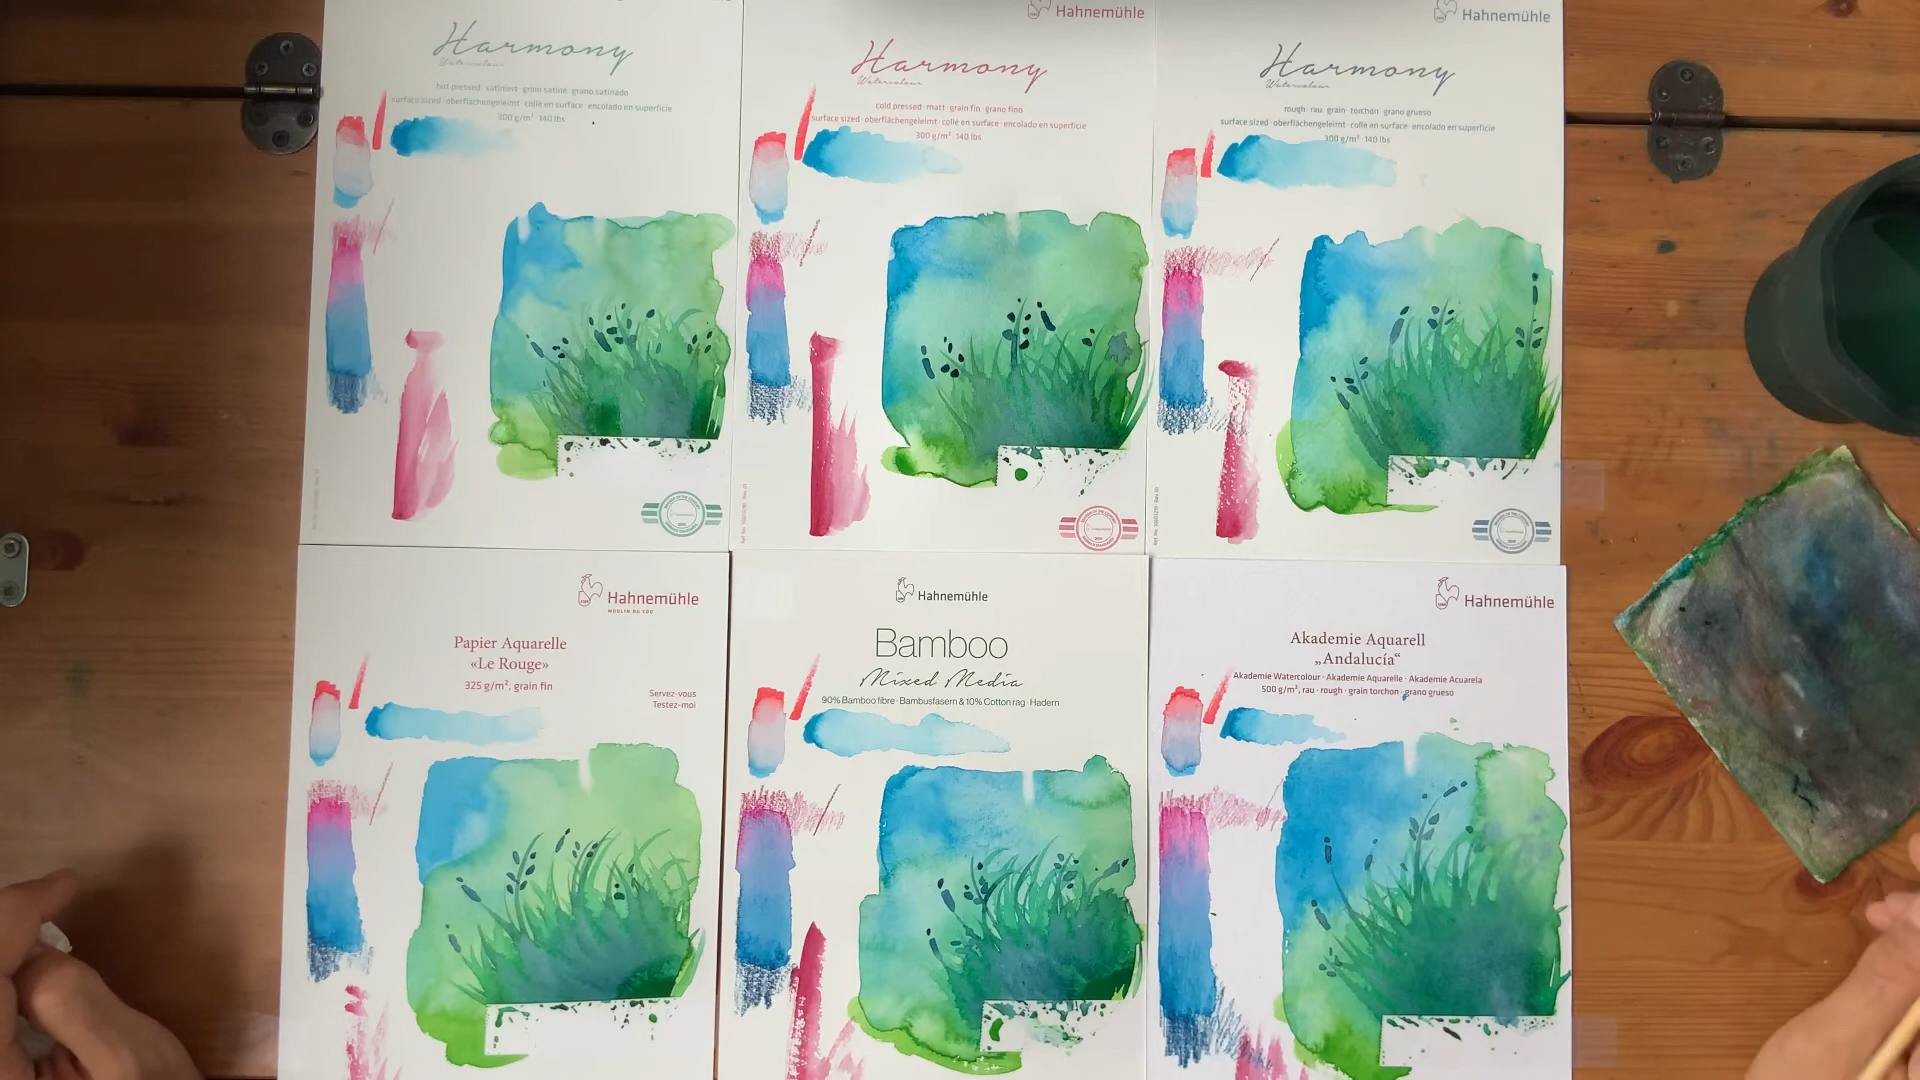 Harmony
Watercolour
hot pressed · satiniert · grain satiné · grano satinado
surface sized · oberflächengeleimt · collé en surface · encolado en superficie
300 g/m² · 140 lbs
Hahnemühle
Harmony
Watercolour
cold pressed · matt · grain fin · grano fino
surface sized · oberflächengeleimt · collé en surface · encolado en superficie
300 g/m² · 140 lbs
Hahnemühle
Harmony
Watercolour
rough · rau · grain · torchon · grano grueso
surface sized · oberflächengeleimt · collé en surface · encolado en superficie
300 g/m² · 140 lbs
Hahnemühle
MOULIN DU COQ
Papier Aquarelle
«Le Rouge»
325 g/m², grain fin
Servez-vous
Testez-moi
Hahnemühle
Bamboo
Mixed Media
90% Bamboo fibre · Bambusfasern & 10% Cotton rag · Hadern
Hahnemühle
Akademie Aquarell
„Andalucía“
Akademie Watercolour · Akademie Aquarelle · Akademie Acuarela
500 g/m², rau · rough · grain torchon · grano grueso